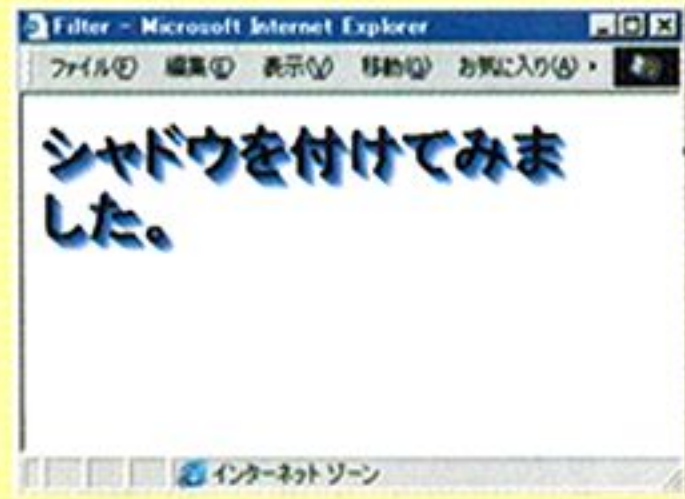 Filter - Microsoft Internet Explorer
ファイル(F) 編集(E) 表示(V) 移動(G) お気に入り(A)
シャドウを付けてみま
した。
インターネット ゾーン